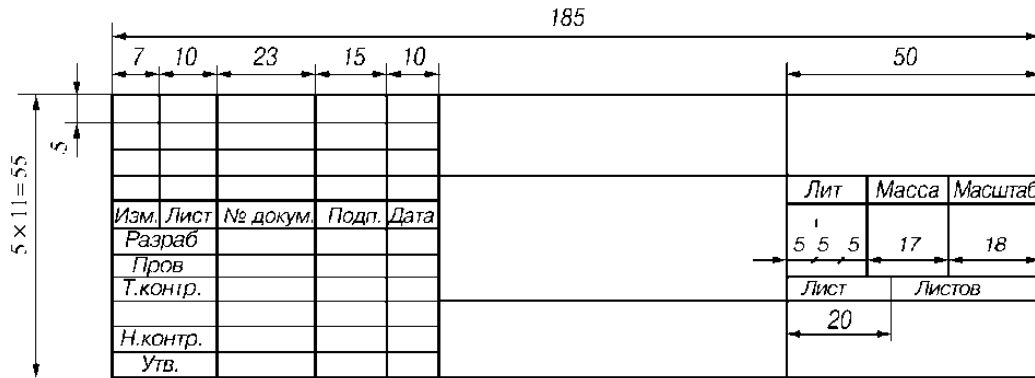 185
7 10 23 15 10 50
5
5 × 11 = 55
Лит Масса Масштаб
Изм. Лист № докум. Подп. Дата
Разраб
5 5 5 17 18
Пров
Т.контр.
Лист Листов
20
Н.контр.
Утв.